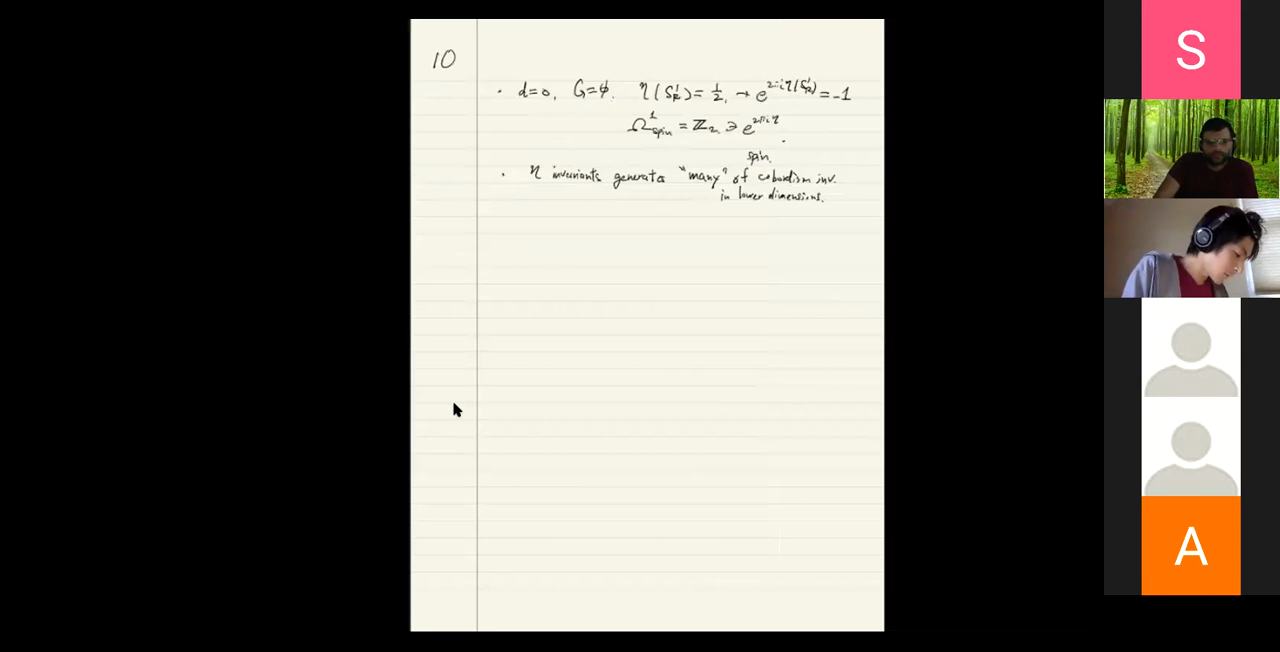 10
· d=0, G=φ. η(S¹_R)=½, → e^{2πiη(S¹_R)} = -1
Ω¹_spin = ℤ₂ ∋ e^{2πiη}
spin
· η invariants generates "many" of cobordism inv.
in lower dimensions.
S
A